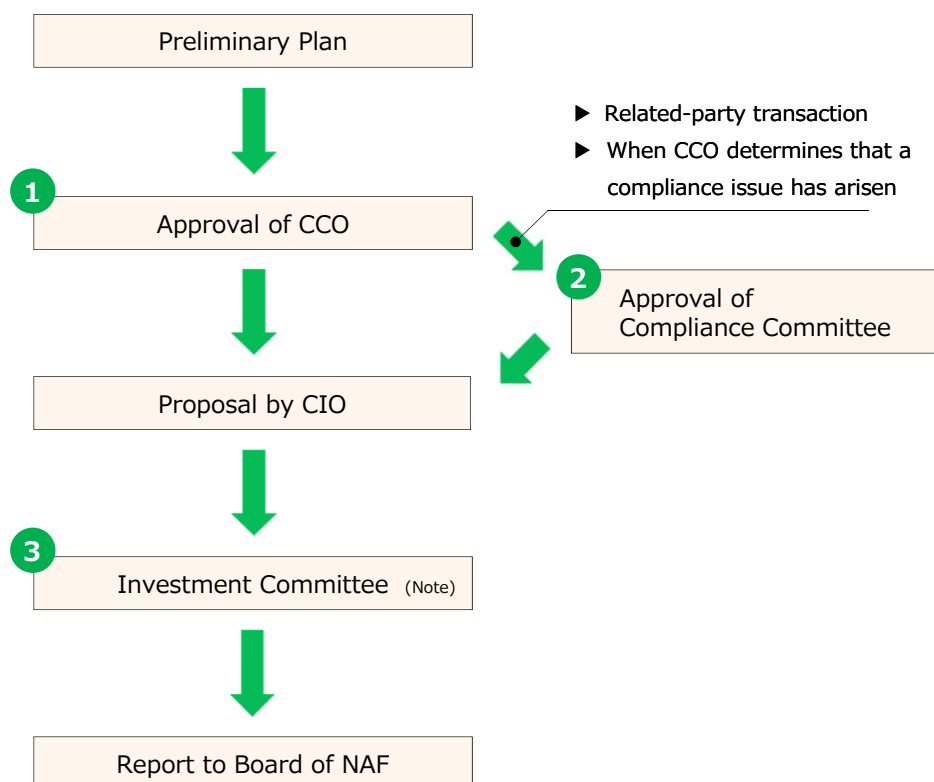 Preliminary Plan
▶ Related-party transaction
▶ When CCO determines that a
compliance issue has arisen
1
Approval of CCO
2
Approval of
Compliance Committee
Proposal by CIO
3
Investment Committee (Note)
Report to Board of NAF